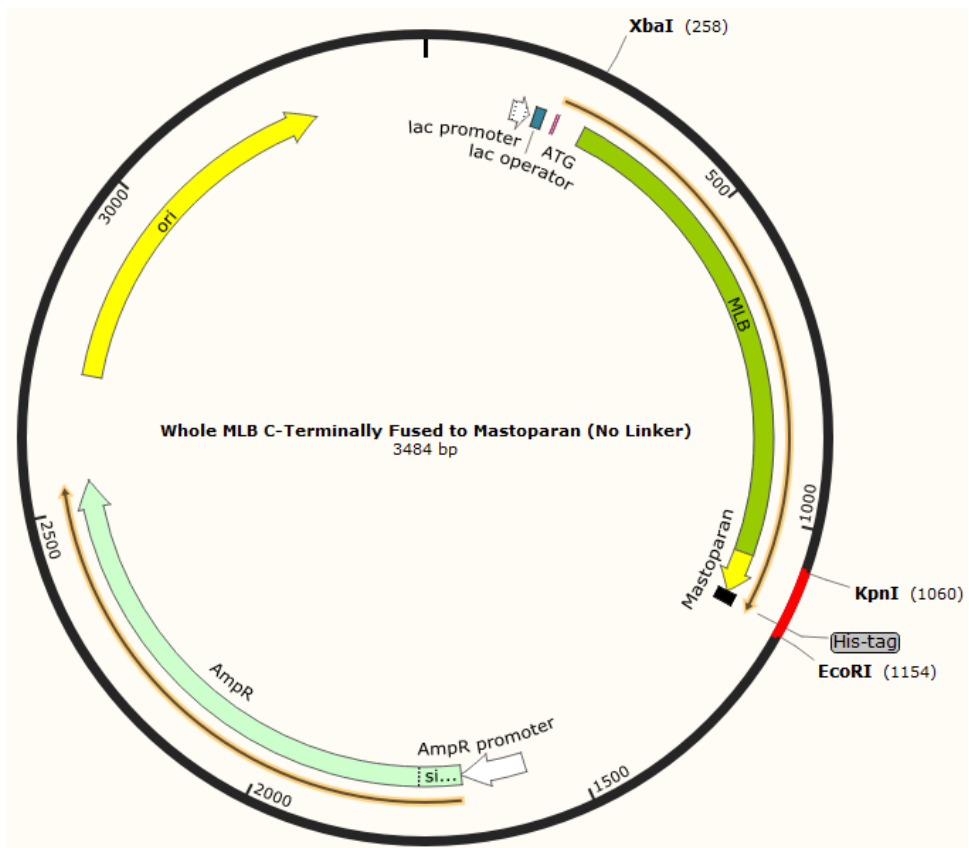 XbaI (258)
lac promoter
lac operator
ATG
500
3000
ori
MLB
Whole MLB C-Terminally Fused to Mastoparan (No Linker)
3484 bp
1000
2500
Mastoparan
KpnI (1060)
His-tag
EcoRI (1154)
AmpR
AmpR promoter
si...
1500
2000